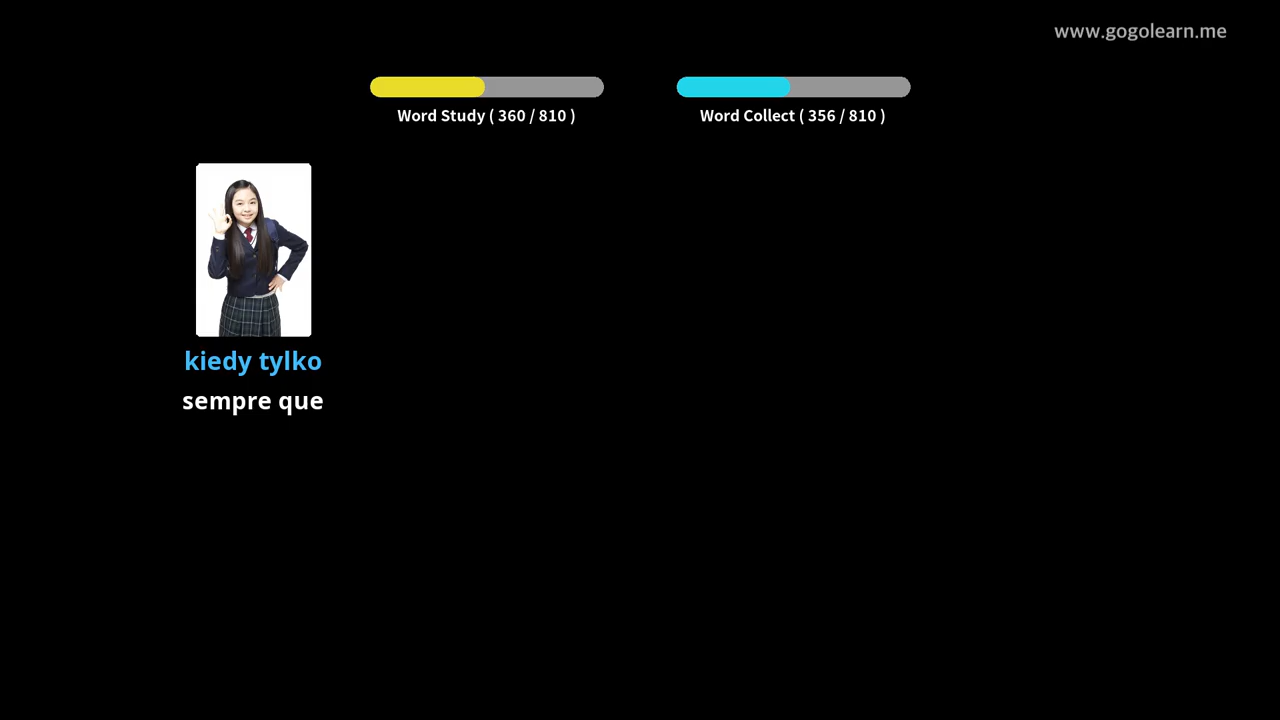 www.gogolearn.me
Word Study ( 360 / 810 )
Word Collect ( 356 / 810 )
kiedy tylko
sempre que